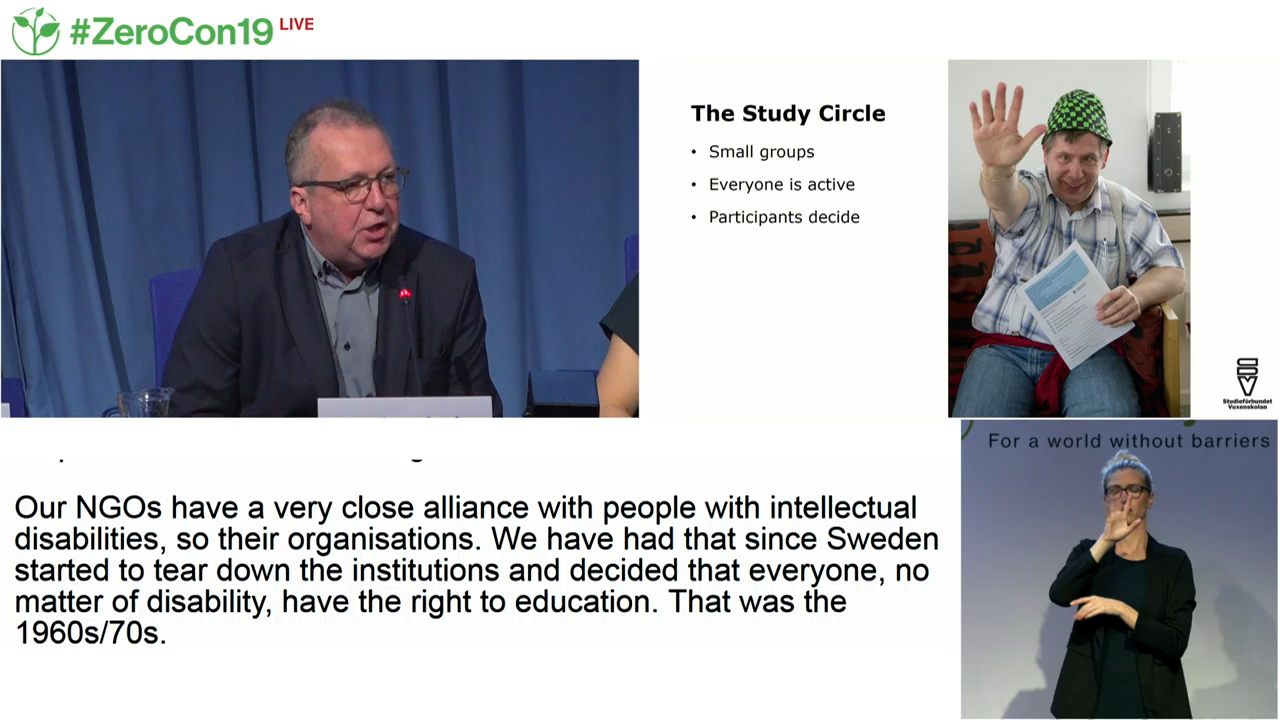 #ZeroCon19 LIVE
The Study Circle
• Small groups
• Everyone is active
• Participants decide
Studieförbundet
Vuxenskolan
For a world without barriers
Our NGOs have a very close alliance with people with intellectual
disabilities, so their organisations. We have had that since Sweden
started to tear down the institutions and decided that everyone, no
matter of disability, have the right to education. That was the
1960s/70s.